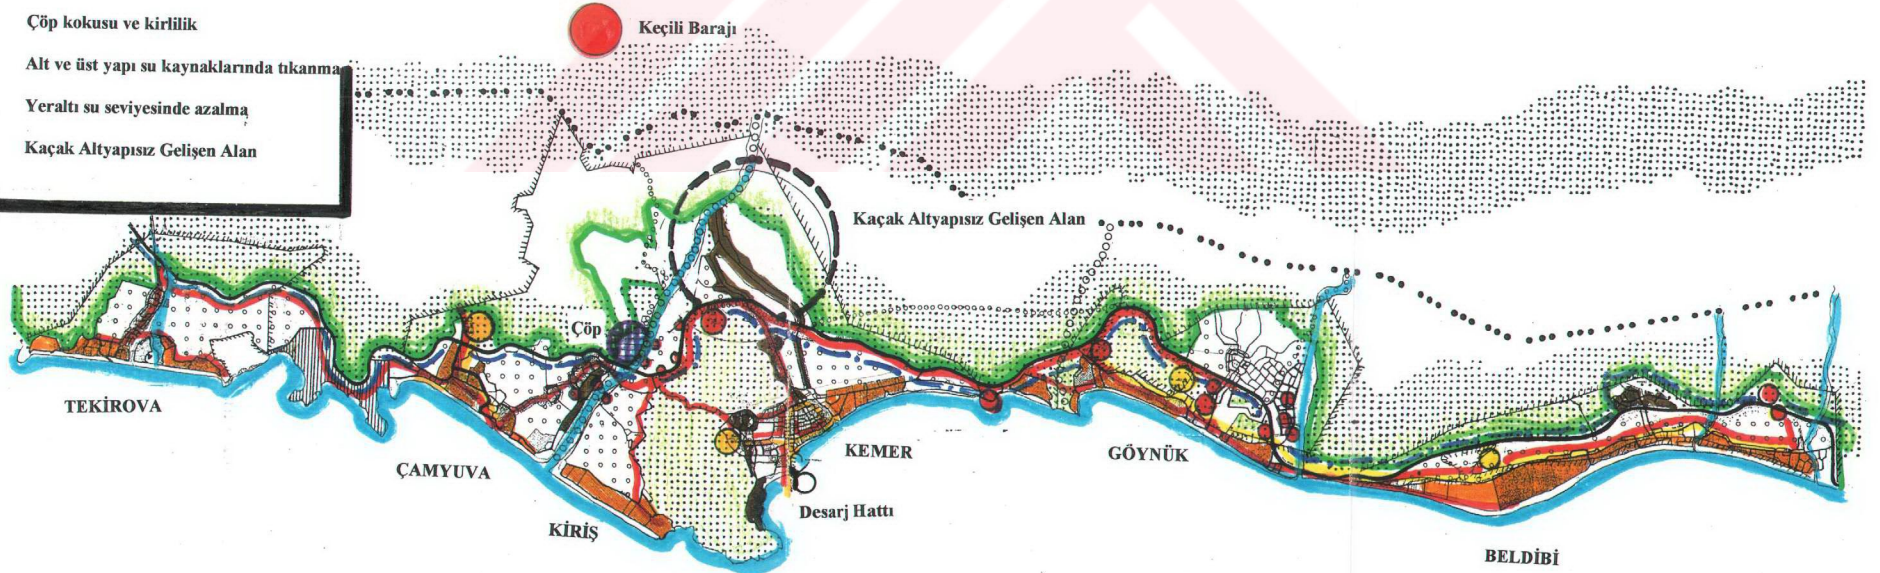 Çöp kokusu ve kirlilik
Alt ve üst yapı su kaynaklarında tıkanma
Yeraltı su seviyesinde azalma
Kaçak Altyapısız Gelişen Alan
Keçili Barajı
Kaçak Altyapısız Gelişen Alan
Çöp
TEKİROVA
ÇAMYUVA
KİRİŞ
KEMER
Desarj Hattı
GÖYNÜK
BELDİBİ